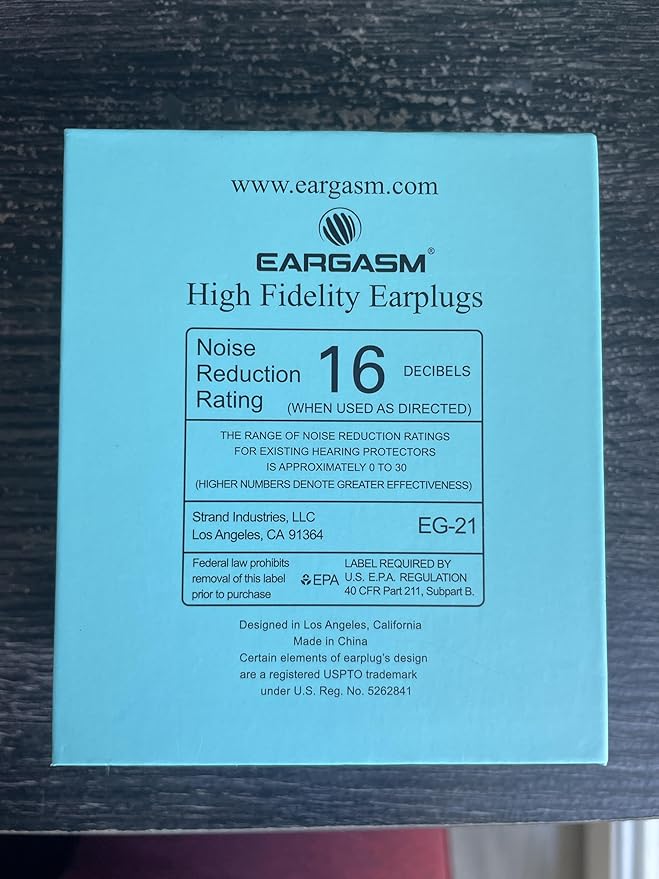 www.eargasm.com
EARGASM®
High Fidelity Earplugs
Noise
Reduction
Rating
16 DECIBELS
(WHEN USED AS DIRECTED)
THE RANGE OF NOISE REDUCTION RATINGS
FOR EXISTING HEARING PROTECTORS
IS APPROXIMATELY 0 TO 30
(HIGHER NUMBERS DENOTE GREATER EFFECTIVENESS)
Strand Industries, LLC
Los Angeles, CA 91364
EG-21
Federal law prohibits
removal of this label
prior to purchase
EPA
LABEL REQUIRED BY
U.S. E.P.A. REGULATION
40 CFR Part 211, Subpart B.
Designed in Los Angeles, California
Made in China
Certain elements of earplug's design
are a registered USPTO trademark
under U.S. Reg. No. 5262841